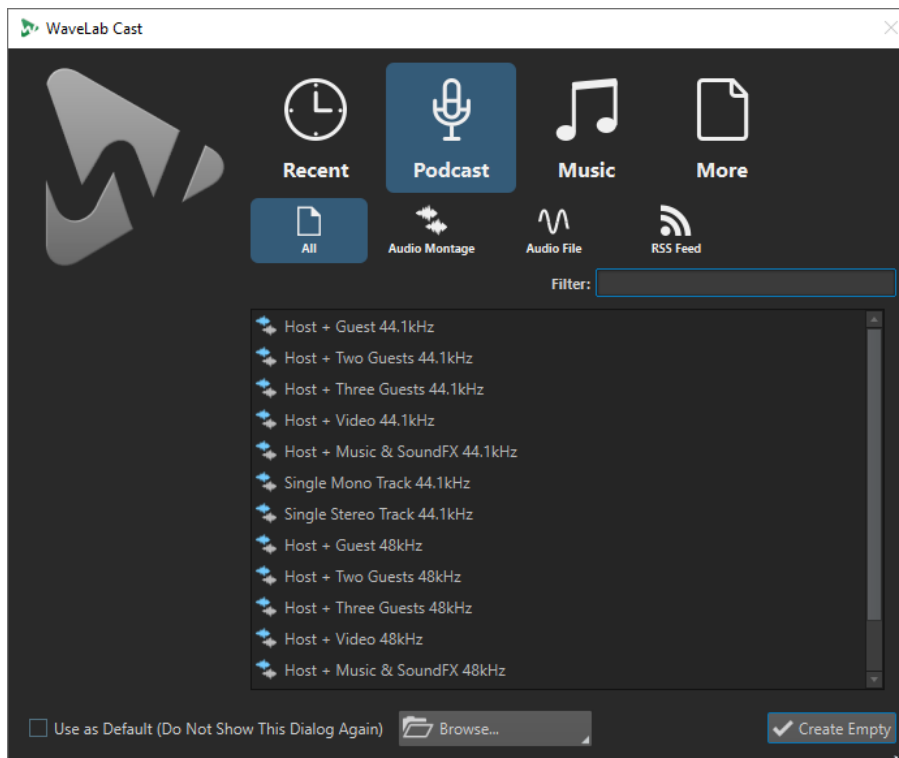 WaveLab Cast
Recent Podcast Music More
All Audio Montage Audio File RSS Feed
Filter:
Host + Guest 44.1kHz
Host + Two Guests 44.1kHz
Host + Three Guests 44.1kHz
Host + Video 44.1kHz
Host + Music & SoundFX 44.1kHz
Single Mono Track 44.1kHz
Single Stereo Track 44.1kHz
Host + Guest 48kHz
Host + Two Guests 48kHz
Host + Three Guests 48kHz
Host + Video 48kHz
Host + Music & SoundFX 48kHz
Use as Default (Do Not Show This Dialog Again) Browse... Create Empty